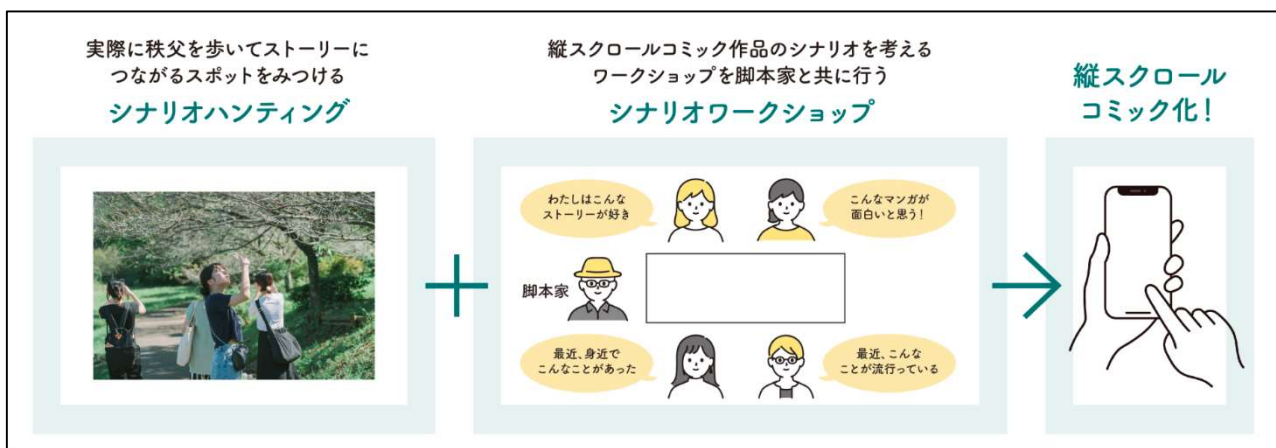 実際に秩父を歩いてストーリーに
つながるスポットをみつける
シナリオハンティング
縦スクロールコミック作品のシナリオを考える
ワークショップを脚本家と共に行う
シナリオワークショップ
わたしはこんな
ストーリーが好き
こんなマンガが
面白いと思う！
脚本家
最近、身近で
こんなことがあった
最近、こんな
ことが流行っている
縦スクロール
コミック化！